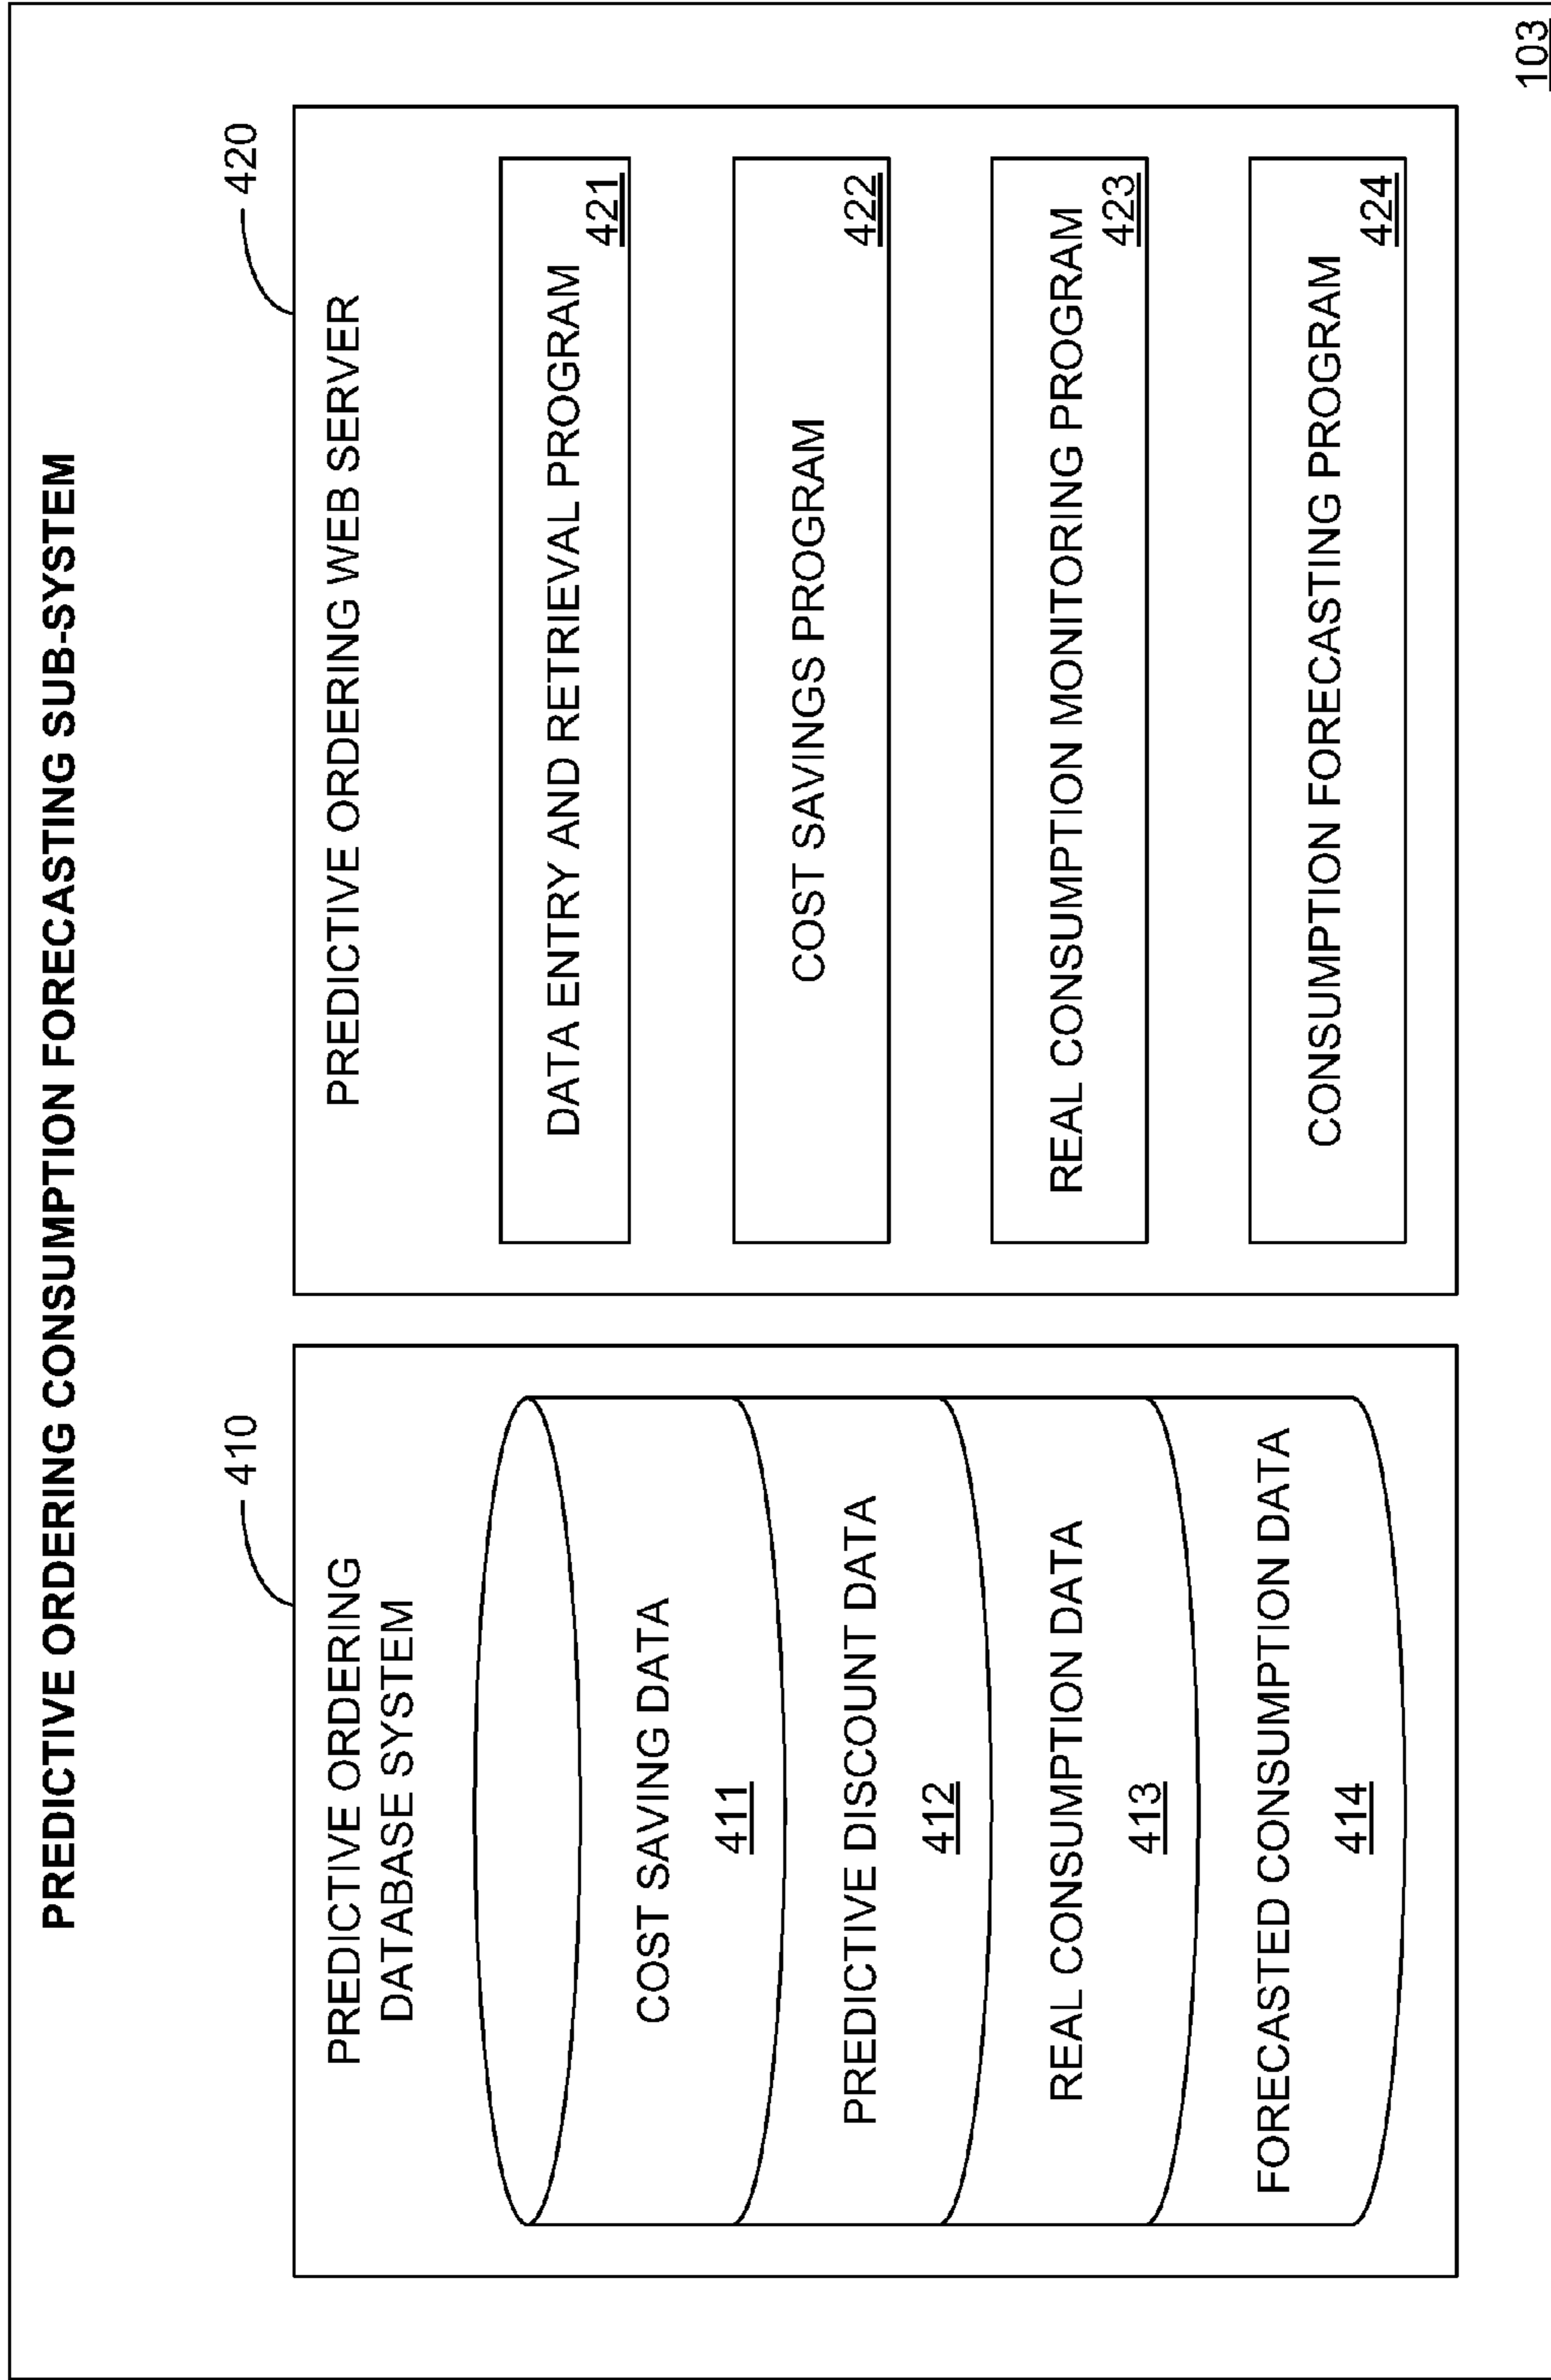 PREDICTIVE ORDERING CONSUMPTION FORECASTING SUB-SYSTEM
410
PREDICTIVE ORDERING
DATABASE SYSTEM
COST SAVING DATA
411
PREDICTIVE DISCOUNT DATA
412
REAL CONSUMPTION DATA
413
FORECASTED CONSUMPTION DATA
414
420
PREDICTIVE ORDERING WEB SERVER
DATA ENTRY AND RETRIEVAL PROGRAM
421
COST SAVINGS PROGRAM
422
REAL CONSUMPTION MONITORING PROGRAM
423
CONSUMPTION FORECASTING PROGRAM
424
103